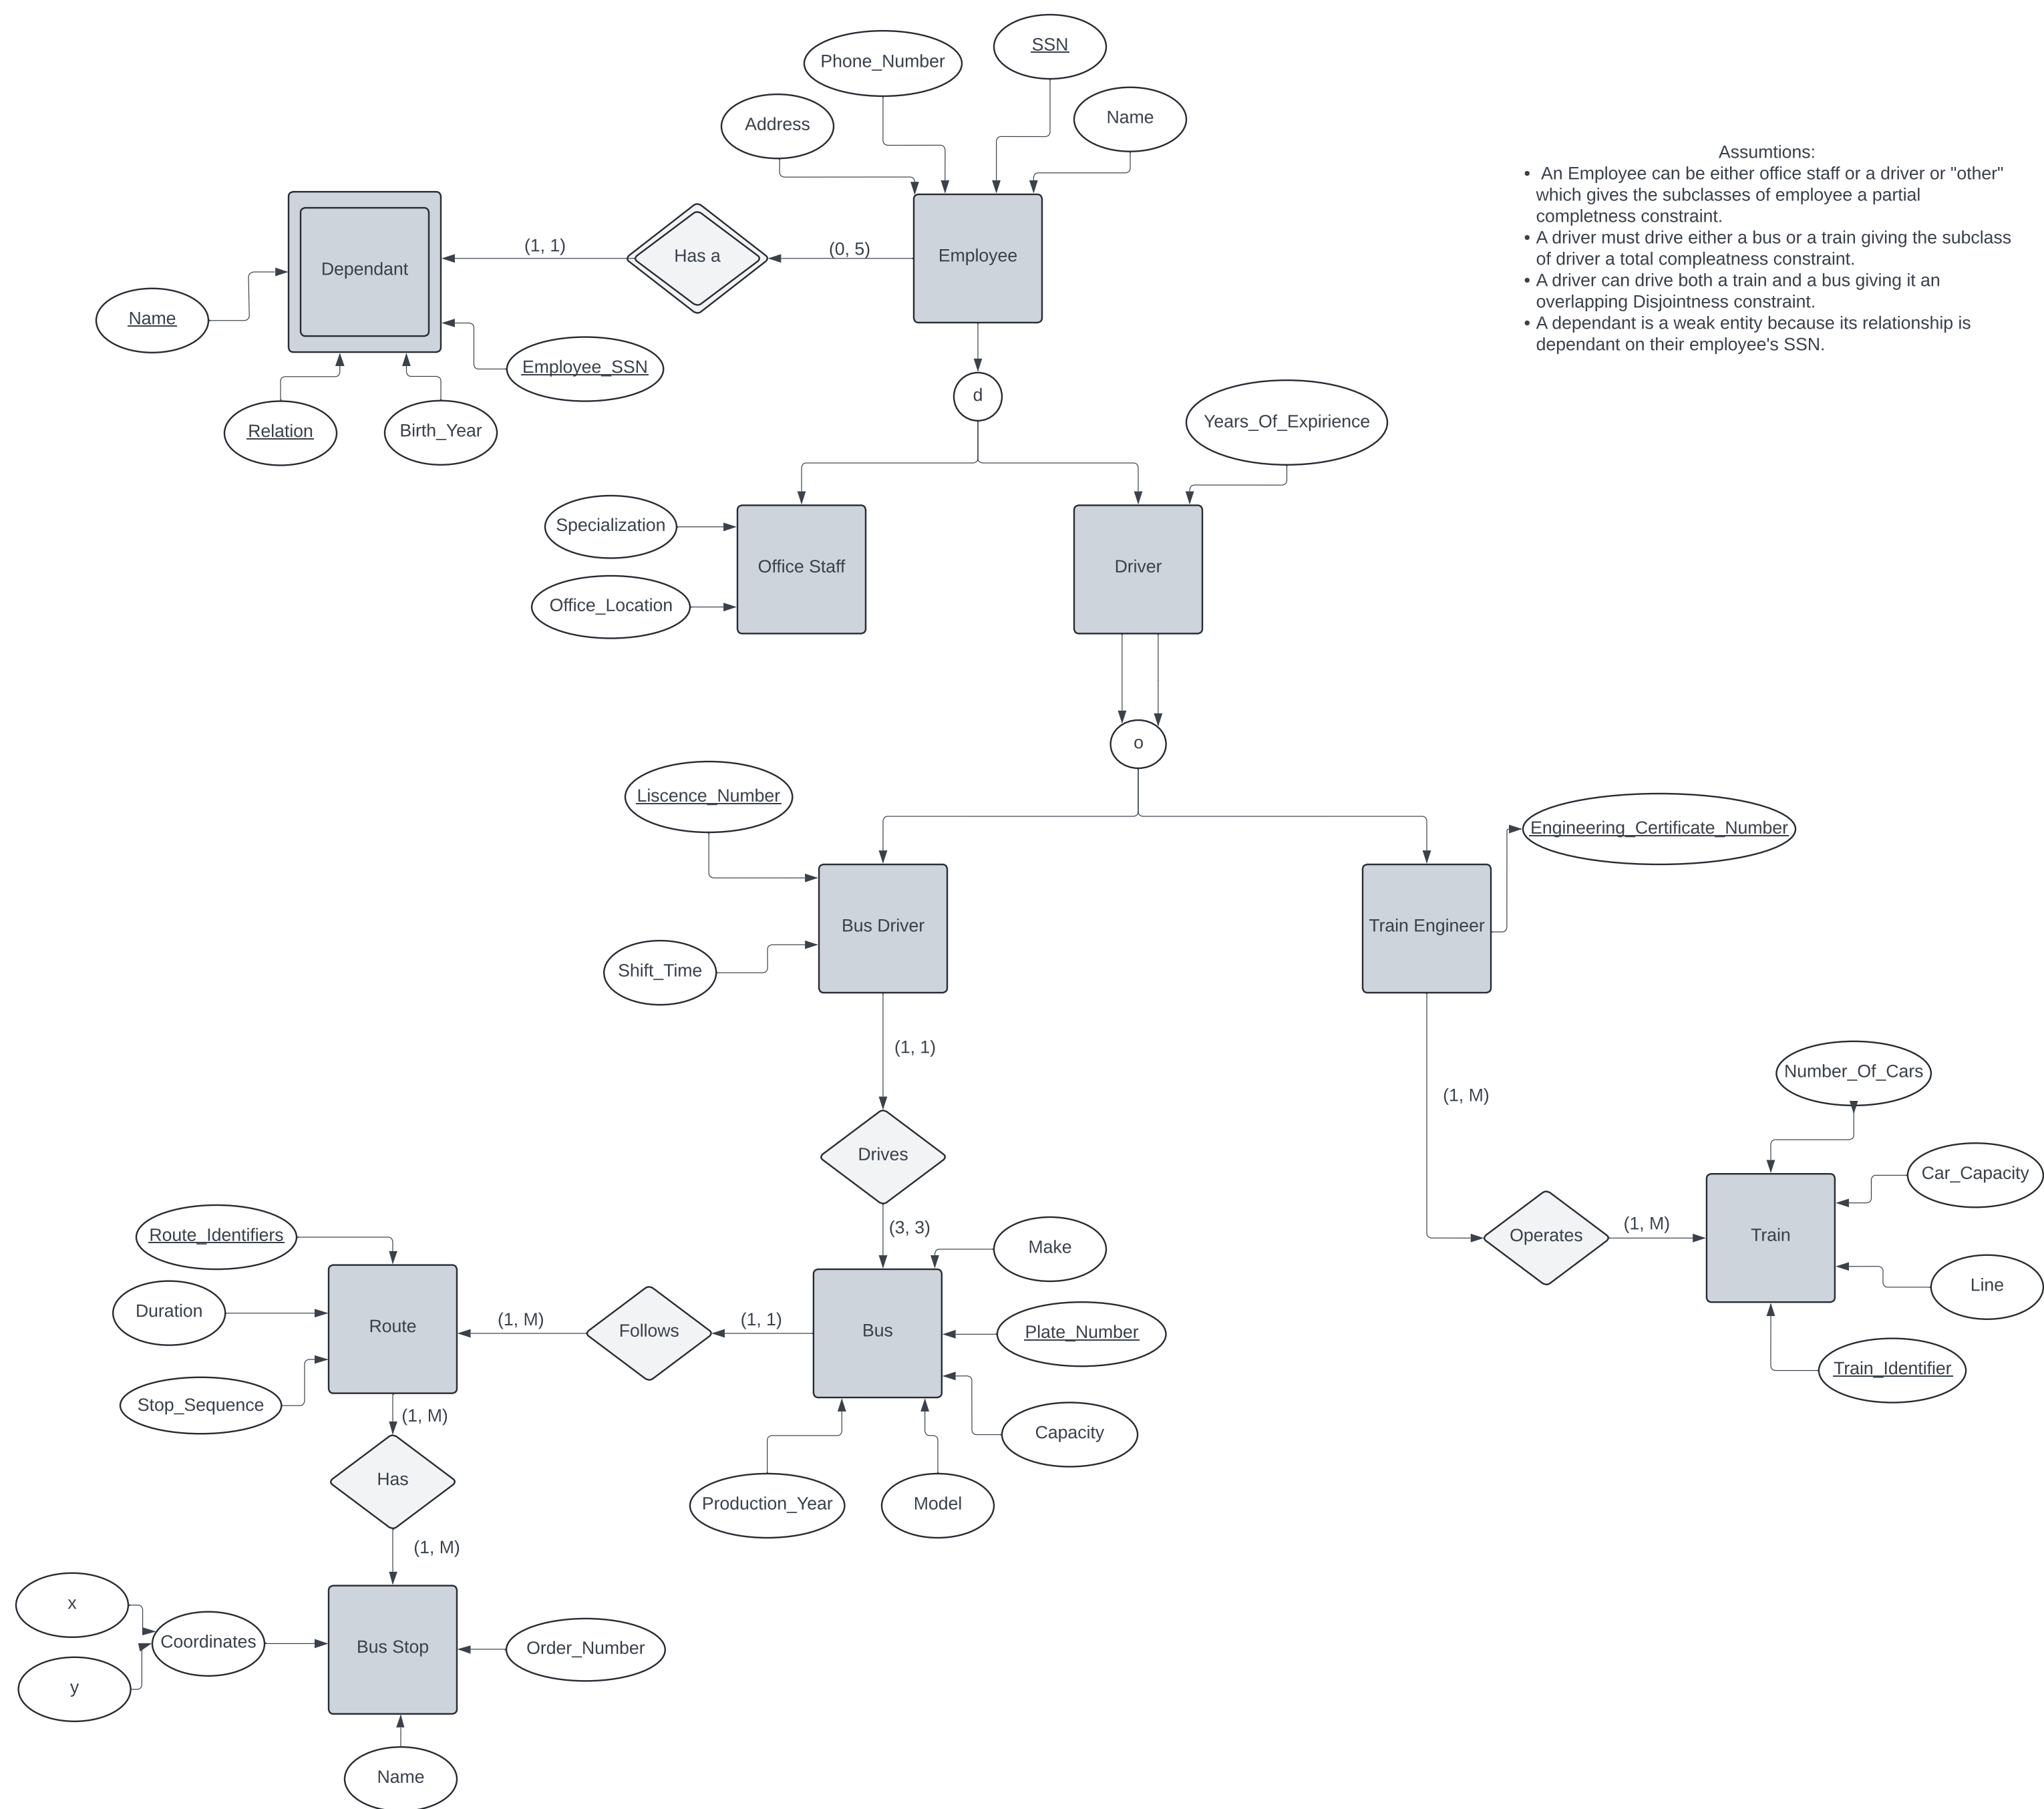 SSN
Phone_Number
Name
Address
Assumtions:
• An Employee can be either office staff or a driver or "other"
which gives the subclasses of employee a partial
completness constraint.
• A driver must drive either a bus or a train giving the subclass
of driver a total compleatness constraint.
• A driver can drive both a train and a bus giving it an
overlapping Disjointness constraint.
• A dependant is a weak entity because its relationship is
dependant on their employee's SSN.
(1, 1)
Has a
(0, 5)
Employee
Dependant
Name
Employee_SSN
Relation
Birth_Year
d
Years_Of_Expirience
Specialization
Office Staff
Driver
Office_Location
o
Liscence_Number
Engineering_Certificate_Number
Bus Driver
Train Engineer
Shift_Time
(1, 1)
Number_Of_Cars
(1, M)
Drives
Car_Capacity
(3, 3)
(1, M)
Operates
Train
Route_Identifiers
Make
Line
Duration
Route
(1, M)
Follows
(1, 1)
Bus
Plate_Number
Train_Identifier
Stop_Sequence
(1, M)
Capacity
Has
Production_Year
Model
(1, M)
x
Coordinates
Bus Stop
Order_Number
y
Name